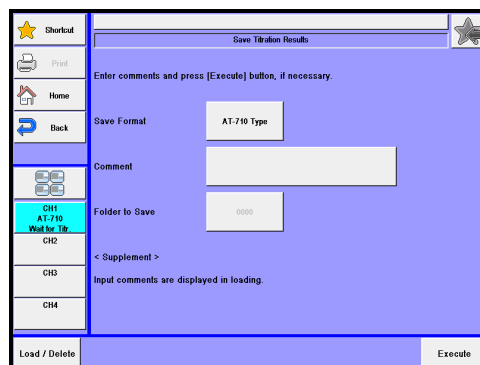 Shortcut
Print
Home
Back
CH1
AT-710
Wait for Titr.
CH2
CH3
CH4
Load / Delete
Save Titration Results
Enter comments and press [Execute] button, if necessary.
Save Format
AT-710 Type
Comment
Folder to Save
0000
< Supplement >
Input comments are displayed in loading.
Execute